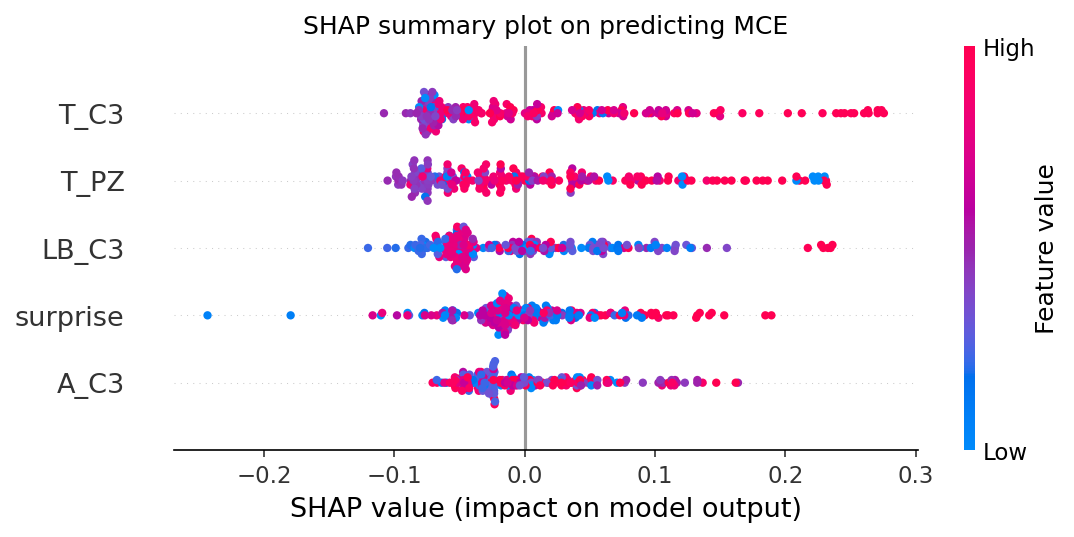 SHAP summary plot on predicting MCE
High
T_C3
T_PZ
LB_C3
surprise
A_C3
Low
Feature value
−0.2
−0.1
0.0
0.1
0.2
0.3
SHAP value (impact on model output)